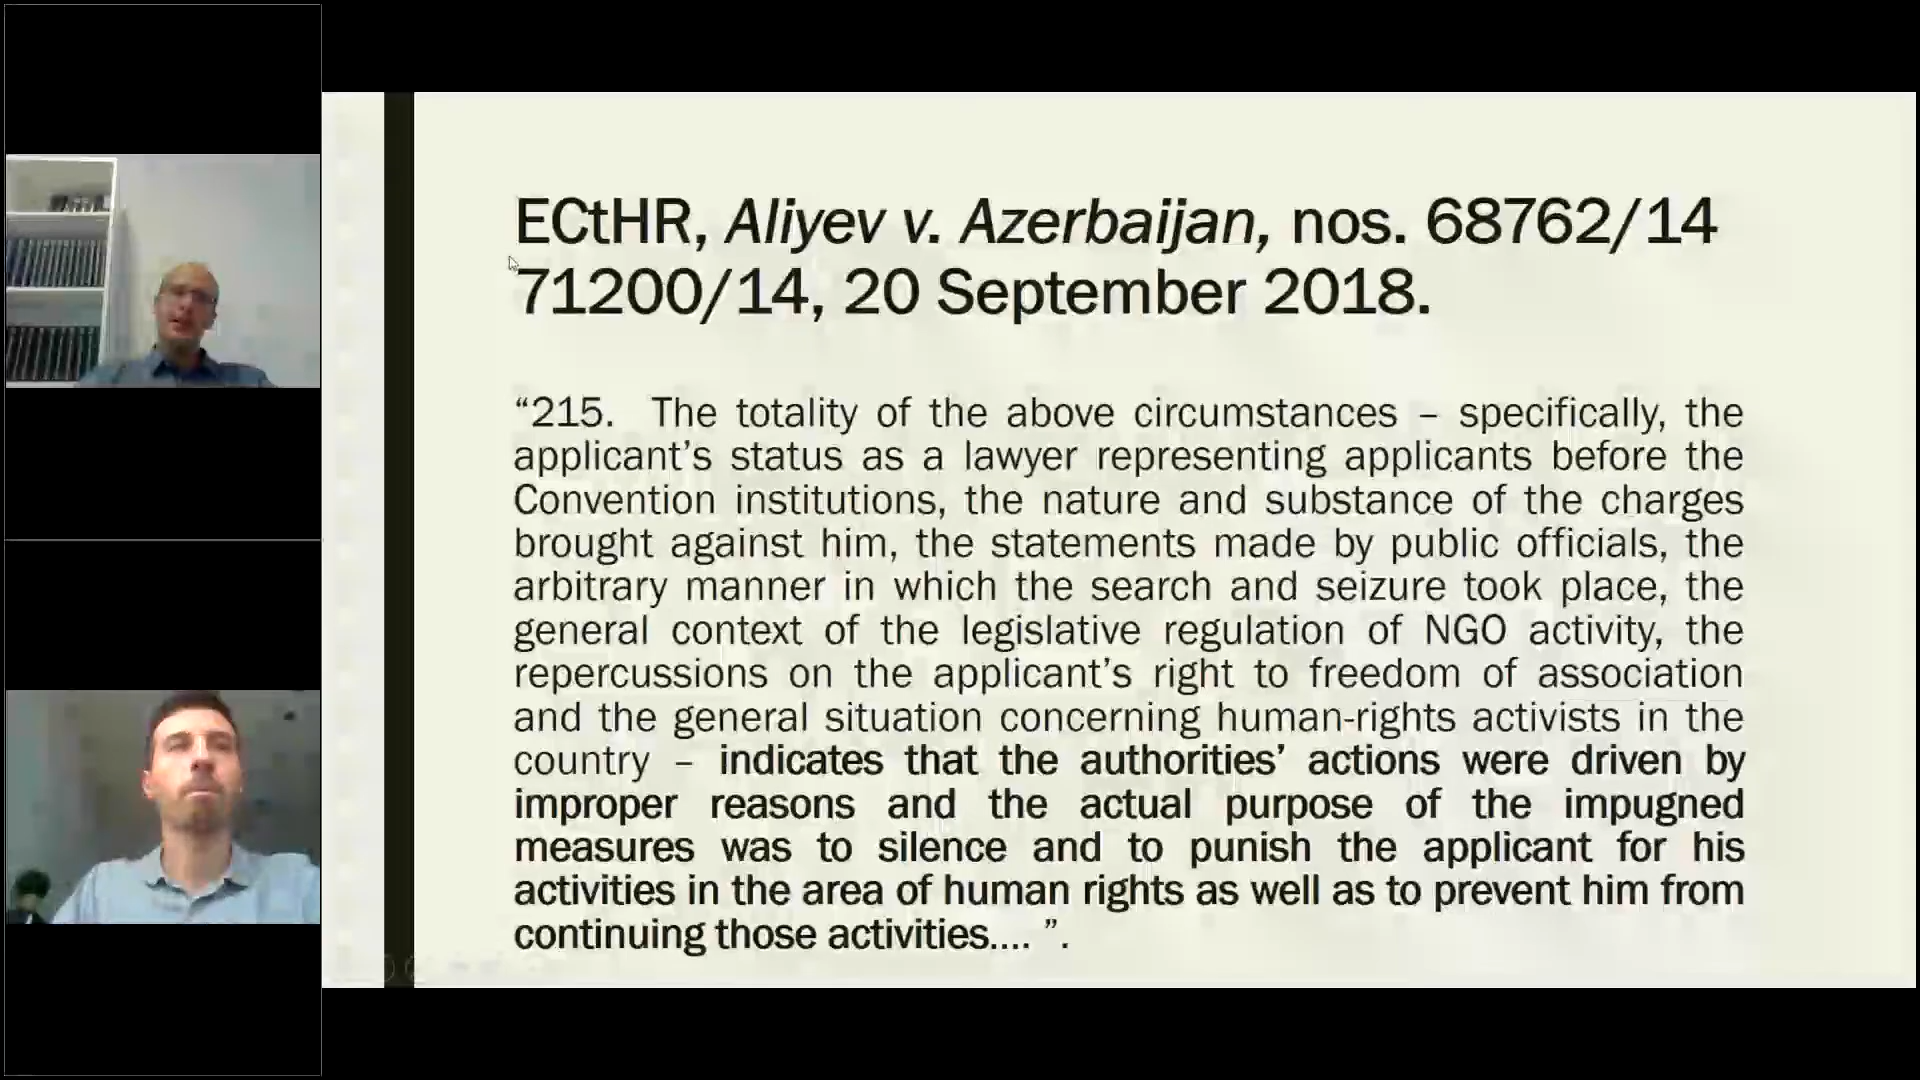 ECtHR, Aliyev v. Azerbaijan, nos. 68762/14
71200/14, 20 September 2018.
“215. The totality of the above circumstances – specifically, the
applicant’s status as a lawyer representing applicants before the
Convention institutions, the nature and substance of the charges
brought against him, the statements made by public officials, the
arbitrary manner in which the search and seizure took place, the
general context of the legislative regulation of NGO activity, the
repercussions on the applicant’s right to freedom of association
and the general situation concerning human-rights activists in the
country – indicates that the authorities’ actions were driven by
improper reasons and the actual purpose of the impugned
measures was to silence and to punish the applicant for his
activities in the area of human rights as well as to prevent him from
continuing those activities.... ”.